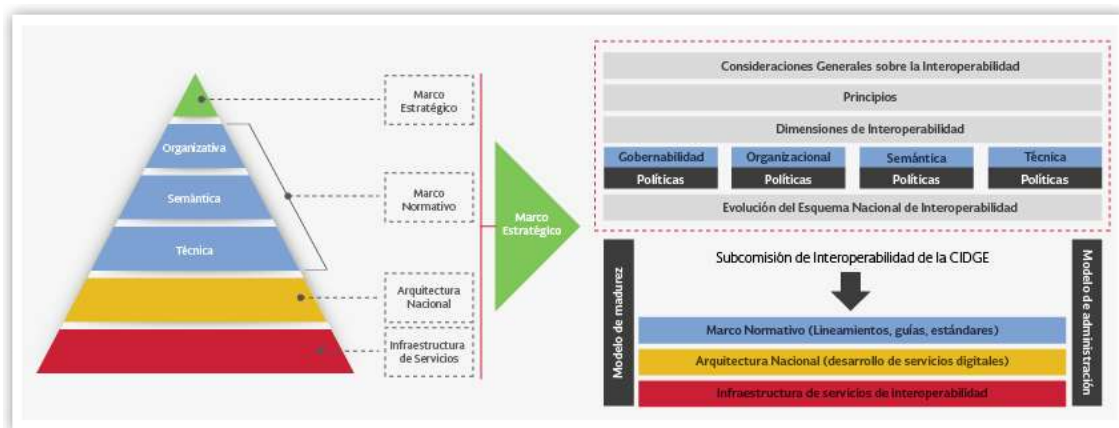 Organizativa
Semántica
Técnica
Marco
Estratégico
Marco
Normativo
Arquitectura
Nacional
Infraestructura
de Servicios
Marco
Estratégico
Consideraciones Generales sobre la Interoperabilidad
Principios
Dimensiones de Interoperabilidad
Gobernabilidad
Políticas
Organizacional
Políticas
Semántica
Políticas
Técnica
Políticas
Evolución del Esquema Nacional de Interoperabilidad
Modelo de madurez
Subcomisión de Interoperabilidad de la CIDGE
Marco Normativo (Lineamientos, guías, estándares)
Arquitectura Nacional (desarrollo de servicios digitales)
Infraestructura de servicios de interoperabilidad
Modelo de administración